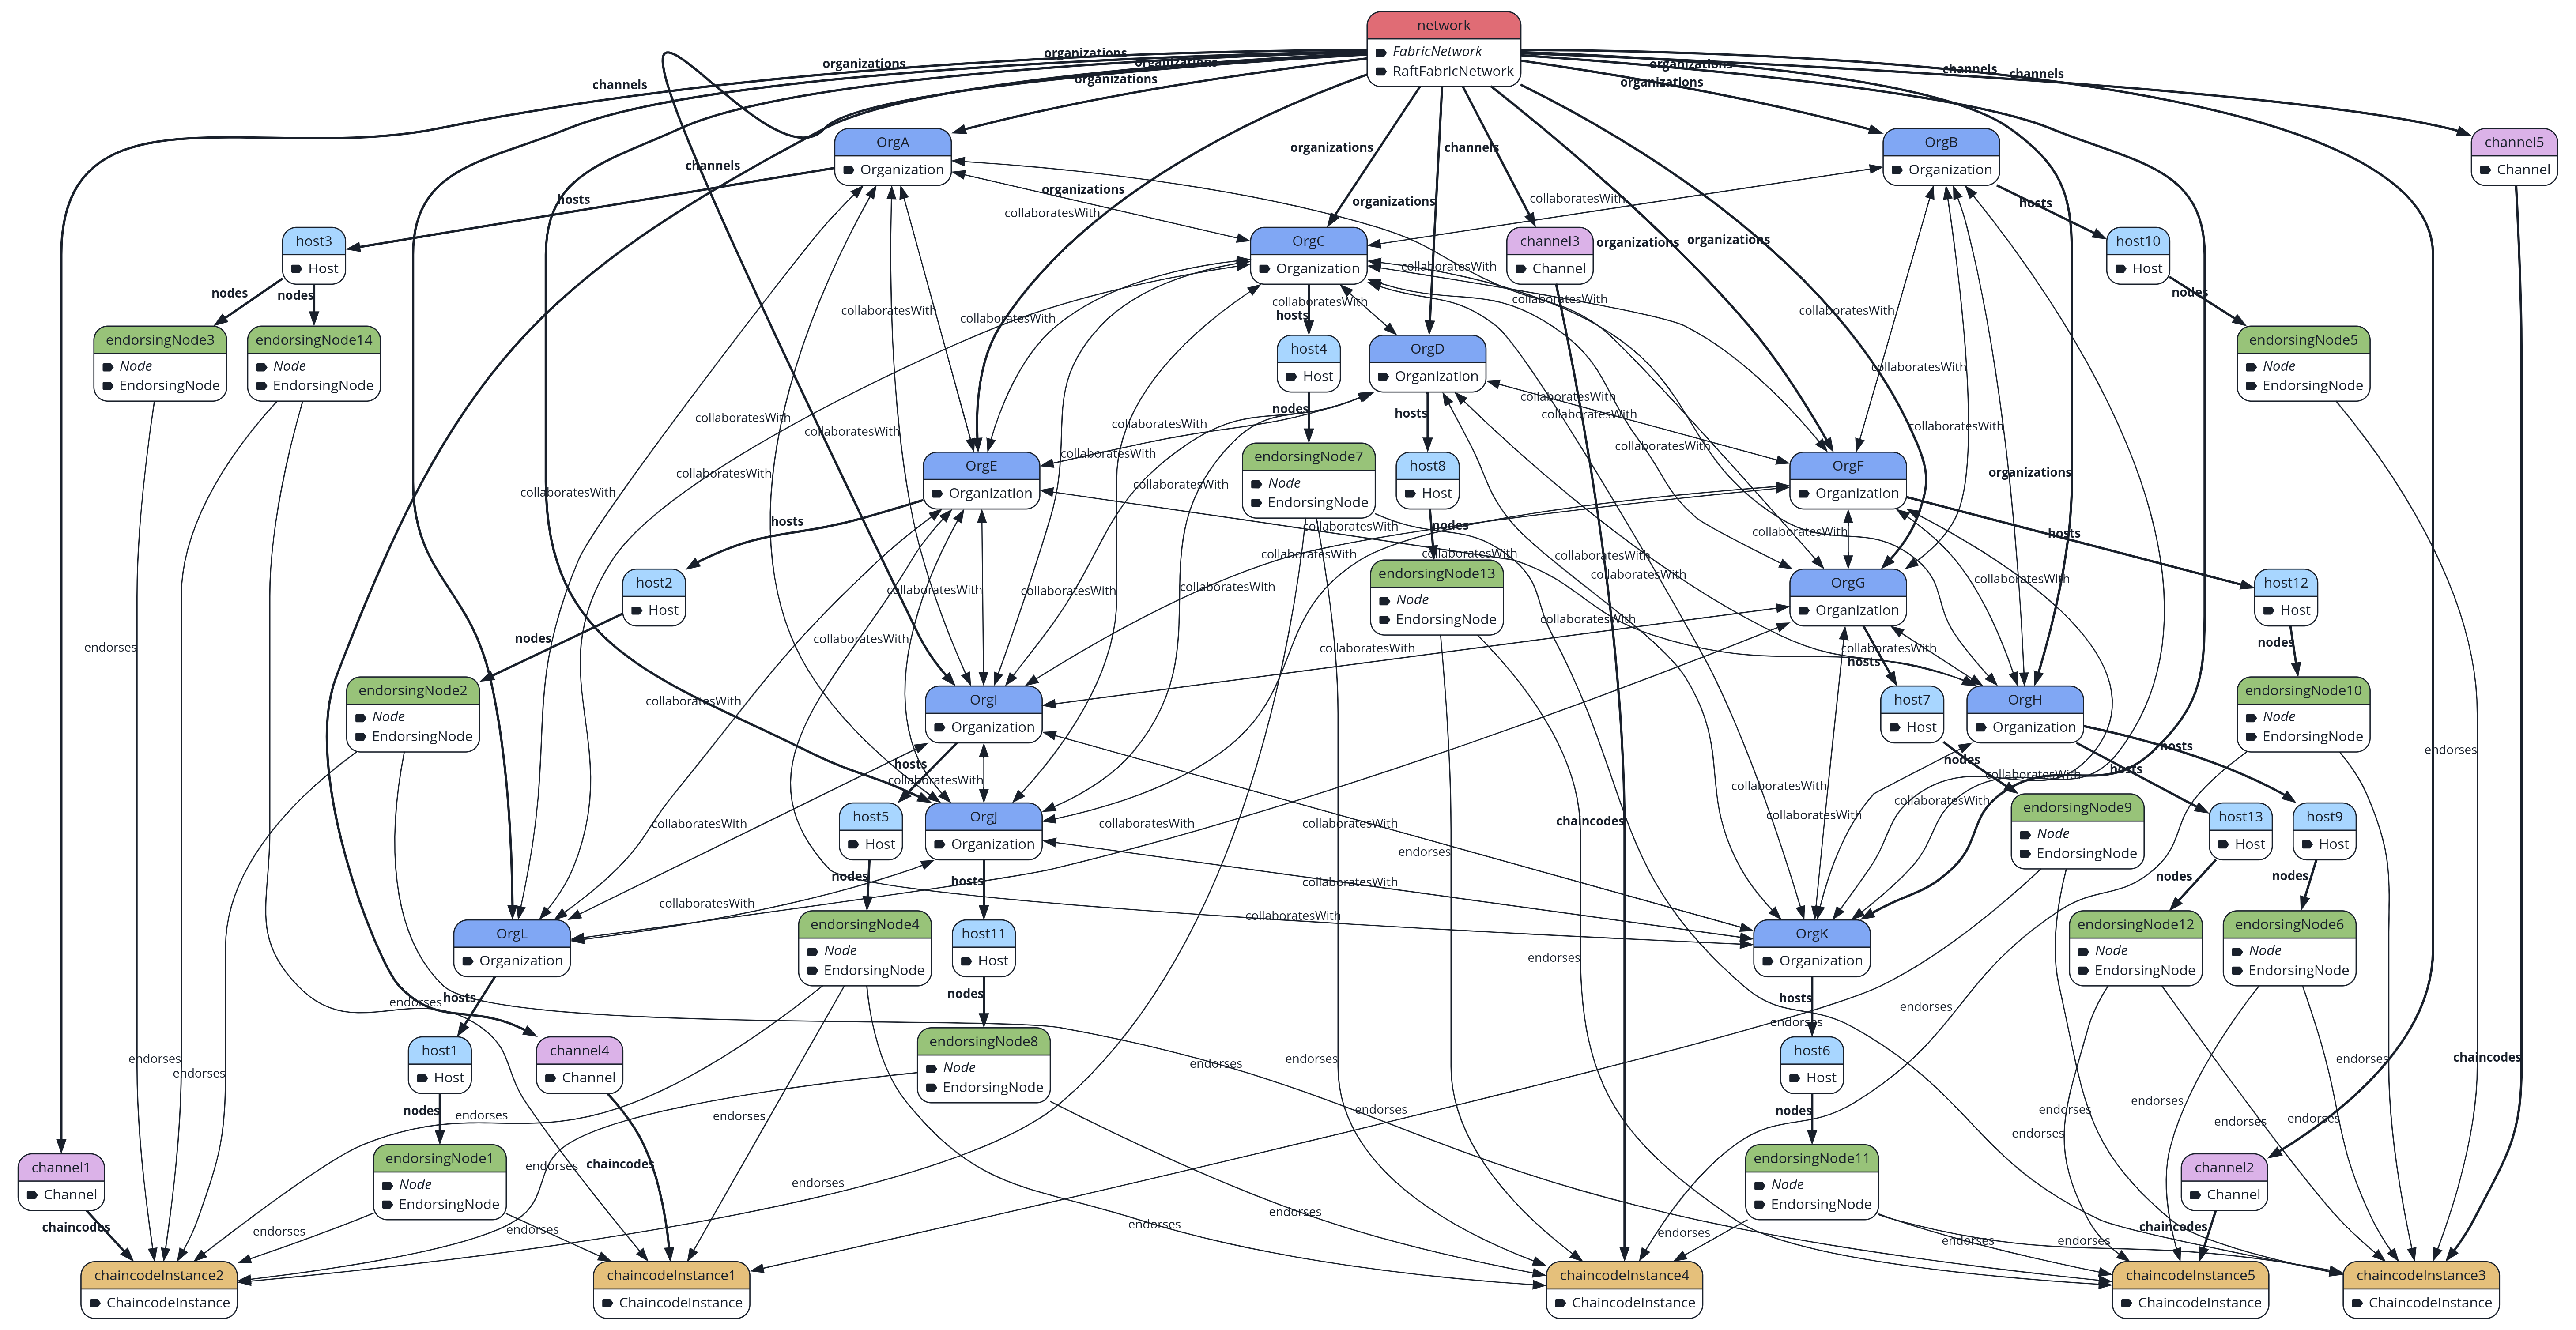 network
FabricNetwork
RaftFabricNetwork
organizations
organizations
organizations
organizations
channels
organizations
organizations
channels
channels
OrgA
Organization
OrgB
Organization
channel5
Channel
channels
organizations
channels
organizations
organizations
hosts
collaboratesWith
collaboratesWith
hosts
host3
Host
OrgC
Organization
channel3
Channel
organizations
organizations
host10
Host
nodes
nodes
collaboratesWith
collaboratesWith
collaboratesWith
nodes
collaboratesWith
collaboratesWith
hosts
collaboratesWith
endorsingNode3
Node
EndorsingNode
endorsingNode14
Node
EndorsingNode
host4
Host
OrgD
Organization
endorsingNode5
Node
EndorsingNode
collaboratesWith
collaboratesWith
nodes
hosts
collaboratesWith
collaboratesWith
collaboratesWith
collaboratesWith
collaboratesWith
collaboratesWith
collaboratesWith
collaboratesWith
OrgE
Organization
endorsingNode7
Node
EndorsingNode
host8
Host
OrgF
Organization
organizations
collaboratesWith
collaboratesWith
hosts
collaboratesWith
nodes
collaboratesWith
hosts
collaboratesWith
collaboratesWith
collaboratesWith
collaboratesWith
host2
Host
endorsingNode13
Node
EndorsingNode
OrgG
Organization
host12
Host
collaboratesWith
collaboratesWith
collaboratesWith
collaboratesWith
collaboratesWith
nodes
collaboratesWith
collaboratesWith
collaboratesWith
collaboratesWith
hosts
nodes
endorses
endorsingNode2
Node
EndorsingNode
OrgI
Organization
host7
Host
OrgH
Organization
endorsingNode10
Node
EndorsingNode
collaboratesWith
hosts
collaboratesWith
nodes
hosts
hosts
endorses
collaboratesWith
collaboratesWith
collaboratesWith
host5
Host
OrgJ
Organization
endorsingNode9
Node
EndorsingNode
host13
Host
host9
Host
collaboratesWith
collaboratesWith
collaboratesWith
chaincodes
collaboratesWith
endorses
nodes
hosts
collaboratesWith
nodes
nodes
collaboratesWith
collaboratesWith
OrgL
Organization
endorsingNode4
Node
EndorsingNode
host11
Host
OrgK
Organization
endorsingNode12
Node
EndorsingNode
endorsingNode6
Node
EndorsingNode
endorses
endorses
hosts
nodes
hosts
endorses
endorses
host1
Host
channel4
Channel
endorsingNode8
Node
EndorsingNode
host6
Host
endorses
endorses
endorses
endorses
endorses
chaincodes
endorses
nodes
endorses
endorses
endorses
nodes
endorses
endorses
endorses
endorses
endorses
channel1
Channel
endorsingNode1
Node
EndorsingNode
endorses
chaincodes
endorses
endorsingNode11
Node
EndorsingNode
channel2
Channel
chaincodes
endorses
endorses
endorses
endorses
endorses
endorses
endorses
chaincodes
chaincodeInstance2
ChaincodeInstance
chaincodeInstance1
ChaincodeInstance
chaincodeInstance4
ChaincodeInstance
chaincodeInstance5
ChaincodeInstance
chaincodeInstance3
ChaincodeInstance